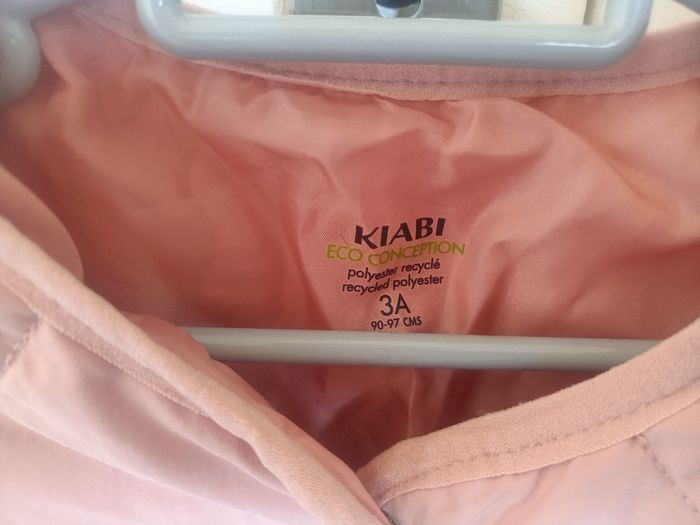 KIABI
ECO CONCEPTION
polyester recyclé
recycled polyester
3A
90-97 CMS